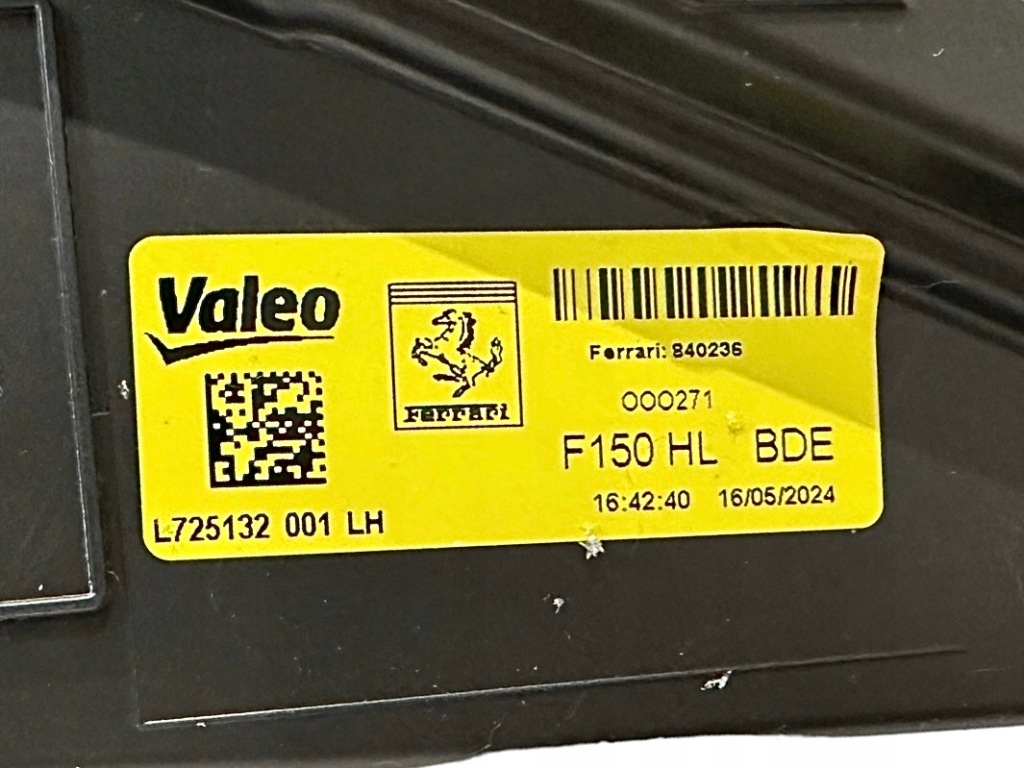 Valeo
Ferrari
L725132 001 LH
Ferrari: 840236
000271
F150 HL BDE
16:42:40 16/05/2024